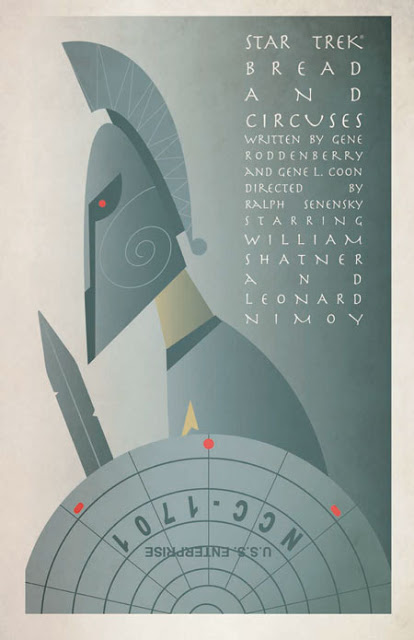 STAR TREK®
BREAD
AND
CIRCUSES
WRITTEN BY GENE
RODDENBERRY
AND GENE L. COON
DIRECTED BY
RALPH SENENSKY
STARRING
WILLIAM
SHATNER
AND
LEONARD
NIMOY
NCC-1701
U.S.S. ENTERPRISE